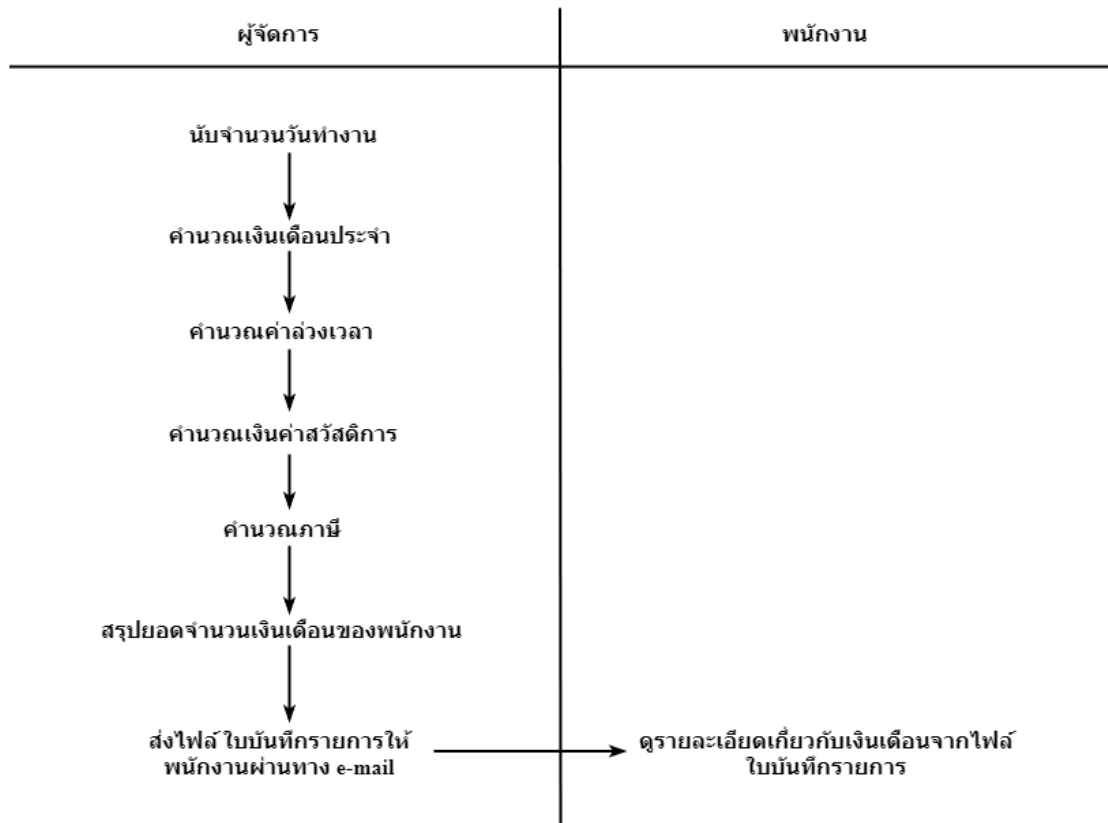 ผู้จัดการ
พนักงาน
นับจำนวนวันทำงาน
คำนวณเงินเดือนประจำ
คำนวณค่าล่วงเวลา
คำนวณเงินค่าสวัสดิการ
คำนวณภาษี
สรุปยอดจำนวนเงินเดือนของพนักงาน
ส่งไฟล์ ใบบันทึกรายการให้
พนักงานผ่านทาง e-mail
ดูรายละเอียดเกี่ยวกับเงินเดือนจากไฟล์
ใบบันทึกรายการ